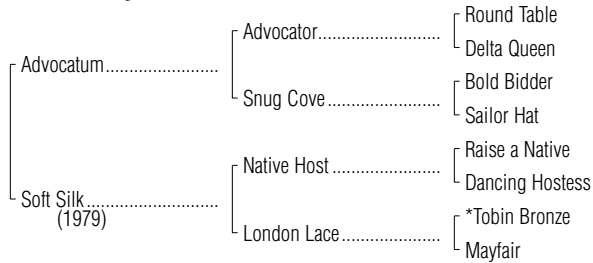 Round Table
Advocator
Delta Queen
Advocatum
Bold Bidder
Snug Cove
Sailor Hat
Raise a Native
Native Host
Dancing Hostess
Soft Silk
(1979)
*Tobin Bronze
London Lace
Mayfair